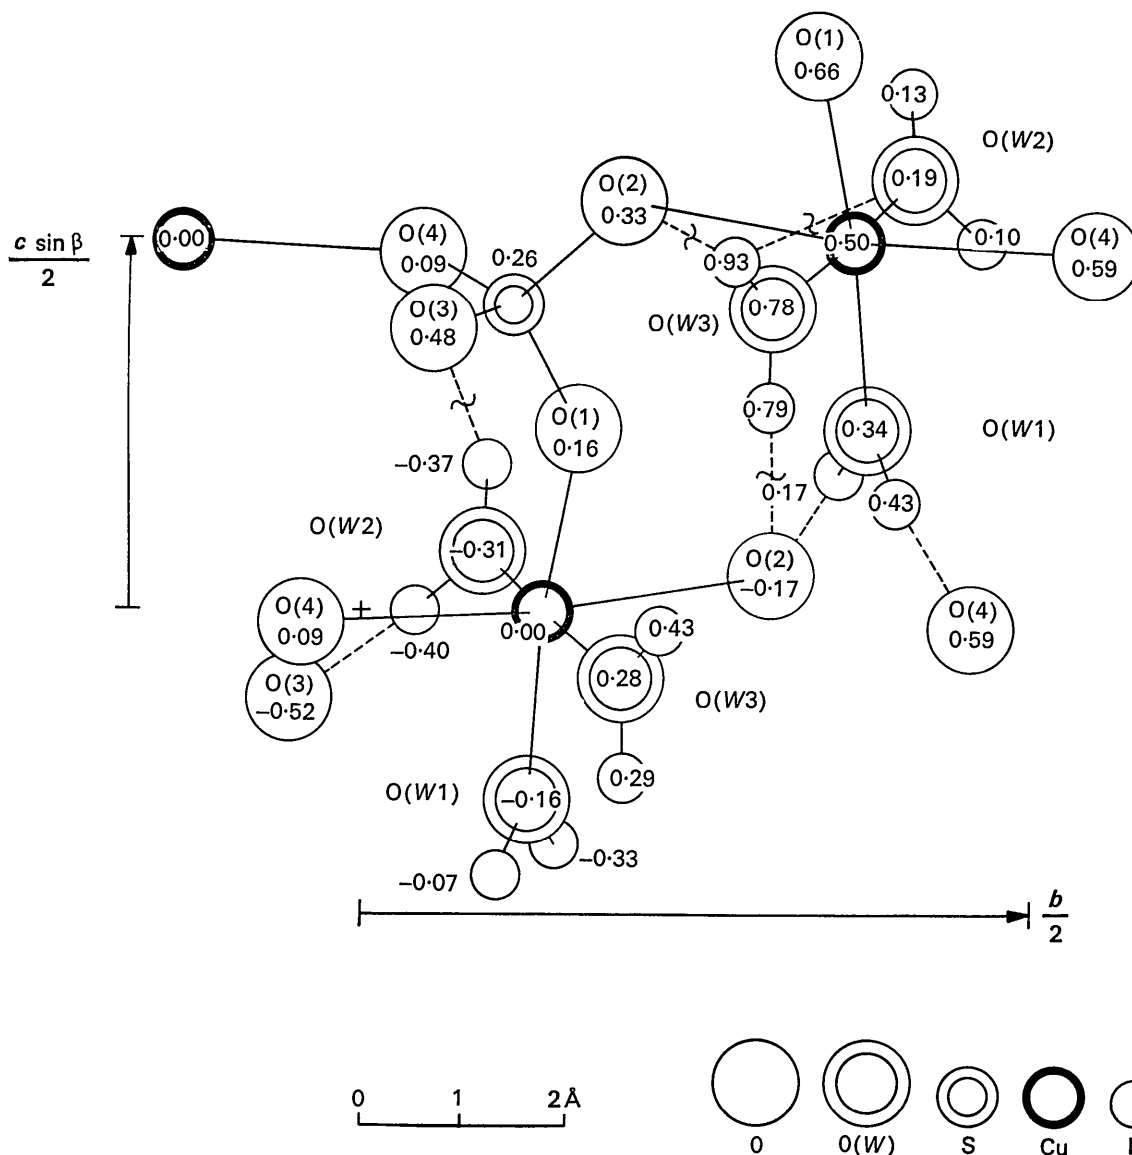 O(1)
0·66
0·13
O(W2)
0·19
O(2)
0·33
0·00
O(4)
0·09
0·26
0·93
0·50
0·10
O(4)
0·59
c sin β
2
O(3)
0·48
O(W3)
0·78
O(1)
0·16
0·79
0·34
O(W1)
−0·37
0·17
0·43
O(W2)
−0·31
O(2)
−0·17
O(4)
0·09
+
0·00
0·43
O(4)
0·59
−0·40
O(3)
−0·52
0·28
O(W3)
O(W1)
−0·16
0·29
−0·33
−0·07
b
2
0 1 2Å
O O(W) S Cu